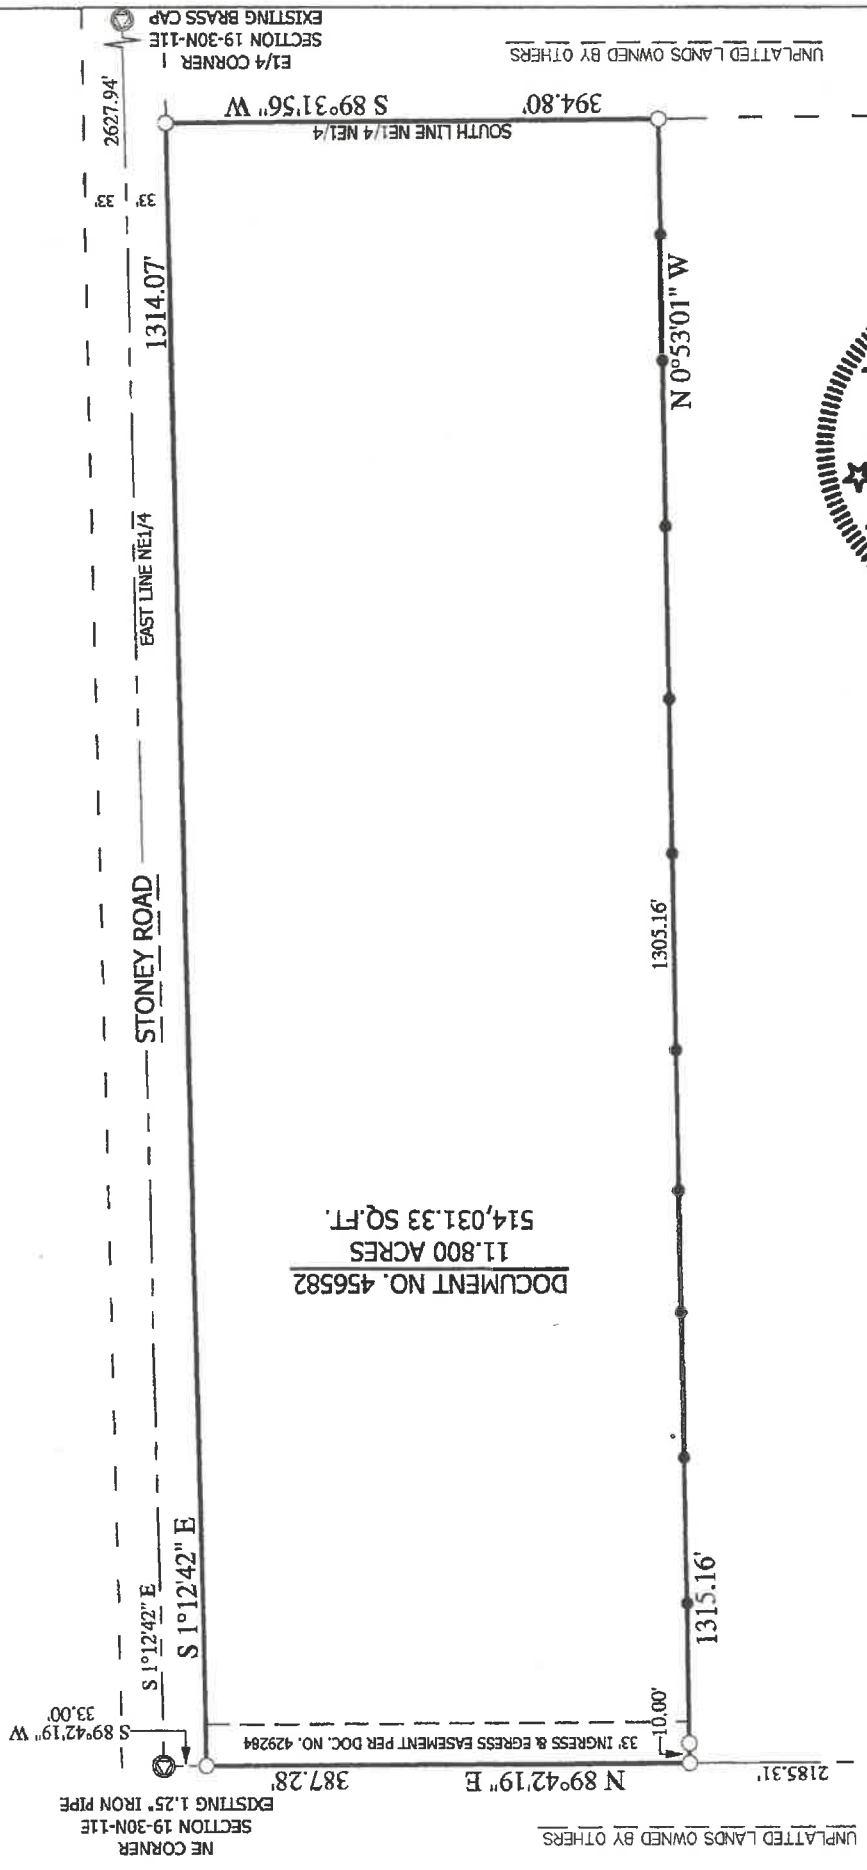 UNPLATTED LANDS OWNED BY OTHERS
NE CORNER
SECTION 19-30N-11E
EXISTING 1.25" IRON PIPE
2185.31'
N 89°42'19" E
387.28'
S 89°42'19" W
33.00'
33' INGRESS & EGRESS EASEMENT PER DOC. NO. 429284
10.00'
S 1°12'42" E
S 1°12'42" E
1315.16'
DOCUMENT NO. 456582
11.800 ACRES
514,031.33 SQ.FT.
STONEY ROAD
1305.16'
EAST LINE NE1/4
N 0°53'01" W
1314.07'
33'
33'
2627.94'
SOUTH LINE NE1/4 NE1/4
394.80'
S 89°31'56" W
UNPLATTED LANDS OWNED BY OTHERS
E1/4 CORNER
SECTION 19-30N-11E
EXISTING BRASS CAP